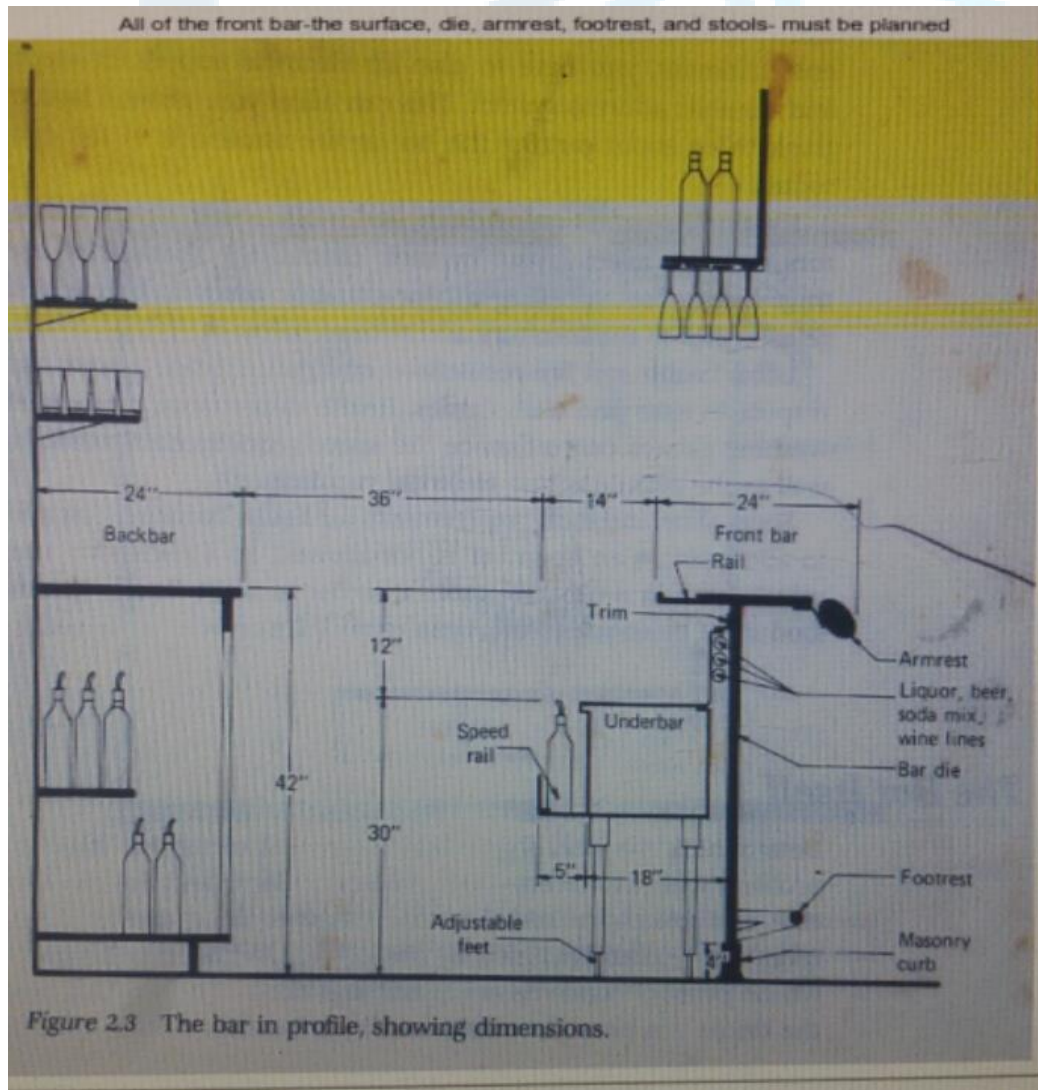 All of the front bar-the surface, die, armrest, footrest, and stools- must be planned
24"
36"
14"
24"
Backbar
Front bar
Rail
Trim
12"
Armrest
Liquor, beer,
soda mix,
wine lines
Underbar
Speed
rail
Bar die
42"
30"
5"
18"
Footrest
Adjustable
feet
4"
Masonry
curb
Figure 2.3 The bar in profile, showing dimensions.